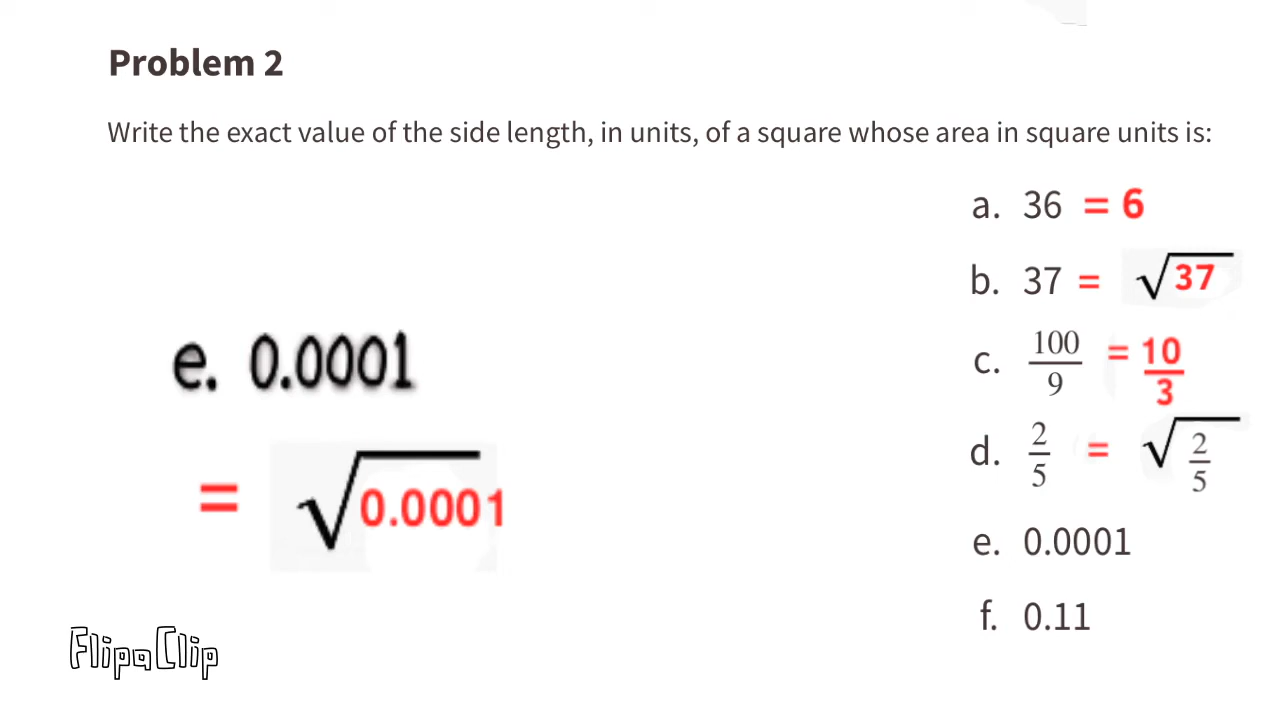 Problem 2
Write the exact value of the side length, in units, of a square whose area in square units is:
a. 36 = 6
b. 37 = √37
c. 100/9 = 10/3
d. 2/5 = √2/5
e. 0.0001
f. 0.11
e. 0.0001
= √0.0001
FlipaClip